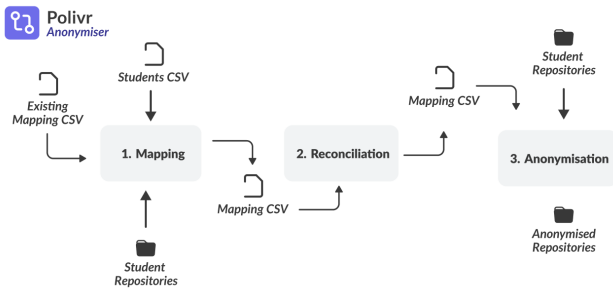 Polivr
Anonymiser
Students CSV
Existing
Mapping CSV
1. Mapping
Student
Repositories
Mapping CSV
2. Reconciliation
Mapping CSV
Student
Repositories
3. Anonymisation
Anonymised
Repositories